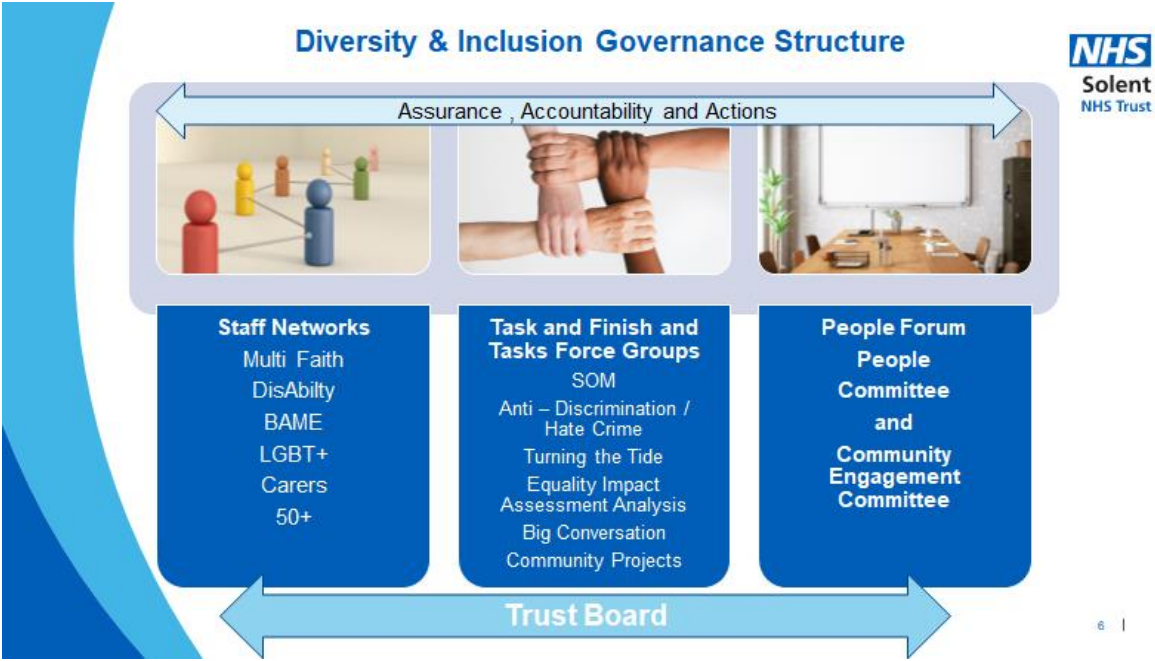 Diversity & Inclusion Governance Structure
NHS
Solent
NHS Trust
Assurance , Accountability and Actions
Staff Networks
Multi Faith
DisAbilty
BAME
LGBT+
Carers
50+
Task and Finish and
Tasks Force Groups
SOM
Anti – Discrimination /
Hate Crime
Turning the Tide
Equality Impact
Assessment Analysis
Big Conversation
Community Projects
People Forum
People
Committee
and
Community
Engagement
Committee
Trust Board
6 |